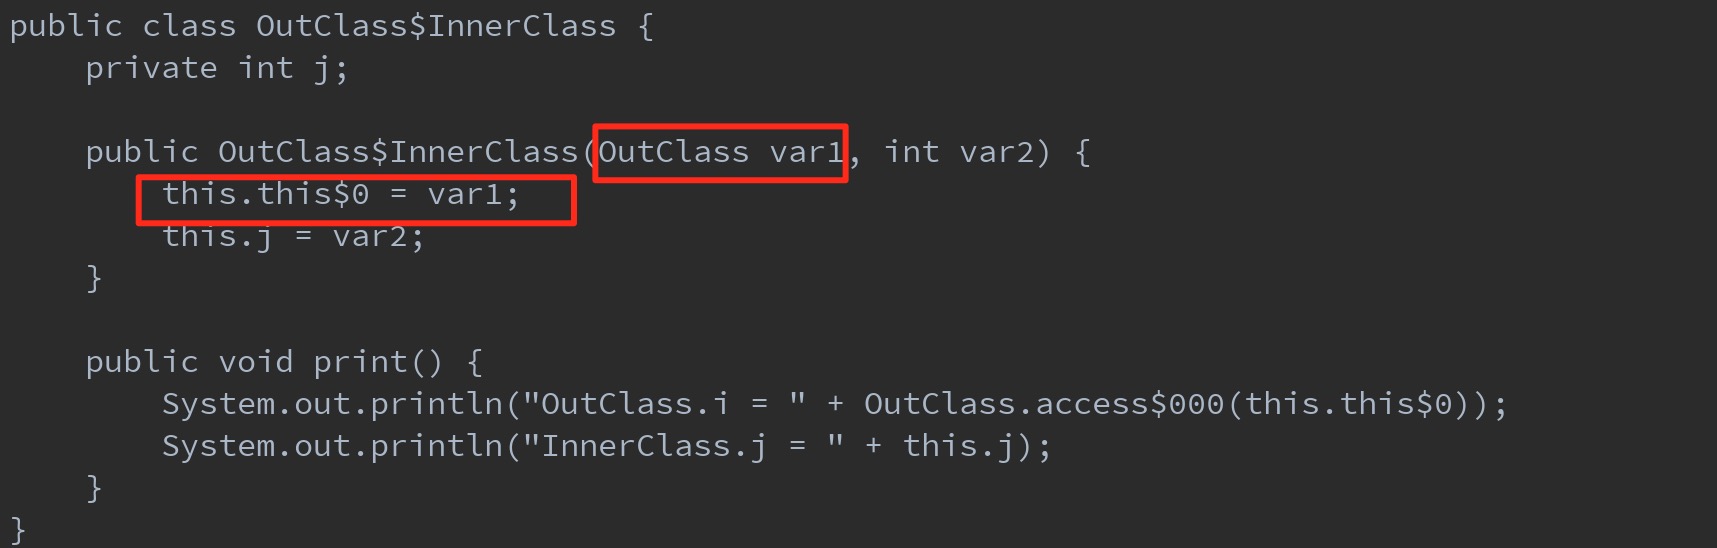 public class OutClass$InnerClass {
    private int j;

    public OutClass$InnerClass(OutClass var1, int var2) {
        this.this$0 = var1;
        this.j = var2;
    }

    public void print() {
        System.out.println("OutClass.i = " + OutClass.access$000(this.this$0));
        System.out.println("InnerClass.j = " + this.j);
    }
}